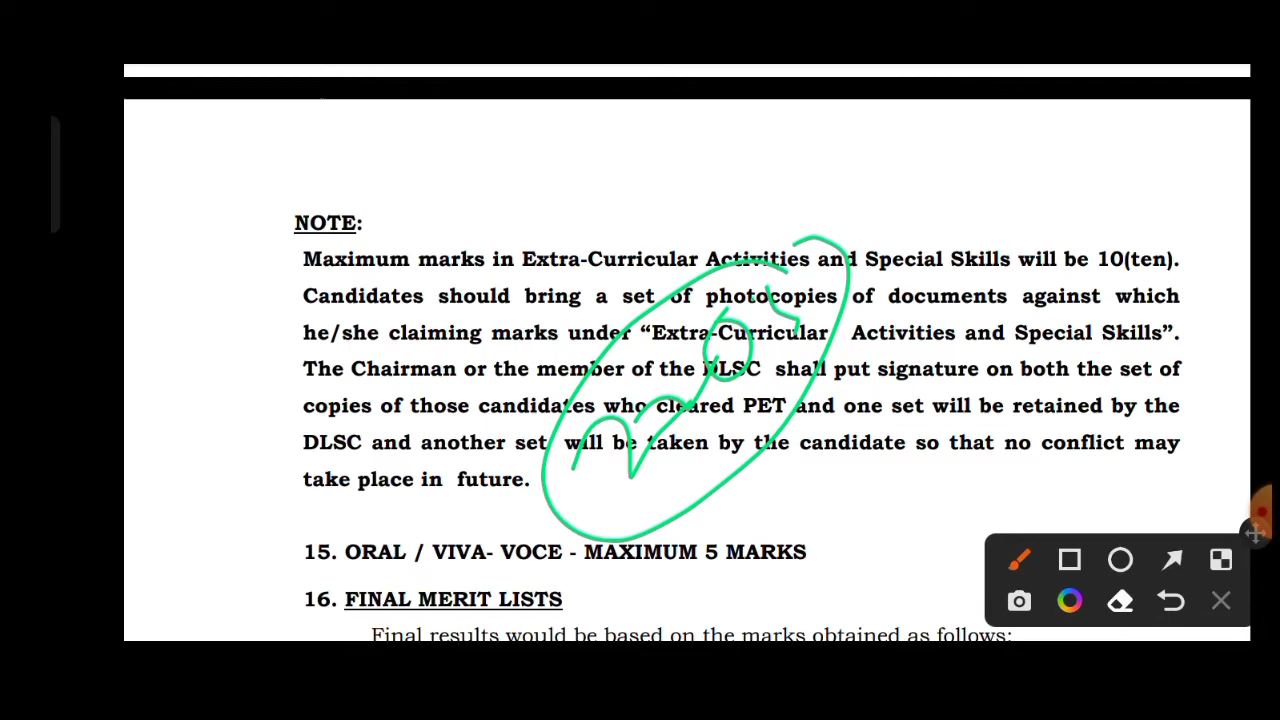 NOTE:
Maximum marks in Extra-Curricular Activities and Special Skills will be 10(ten).
Candidates should bring a set of photocopies of documents against which
he/she claiming marks under “Extra-Curricular Activities and Special Skills”.
The Chairman or the member of the DLSC shall put signature on both the set of
copies of those candidates who cleared PET and one set will be retained by the
DLSC and another set will be taken by the candidate so that no conflict may
take place in future.
15. ORAL / VIVA- VOCE - MAXIMUM 5 MARKS
16. FINAL MERIT LISTS
Final results would be based on the marks obtained as follows: